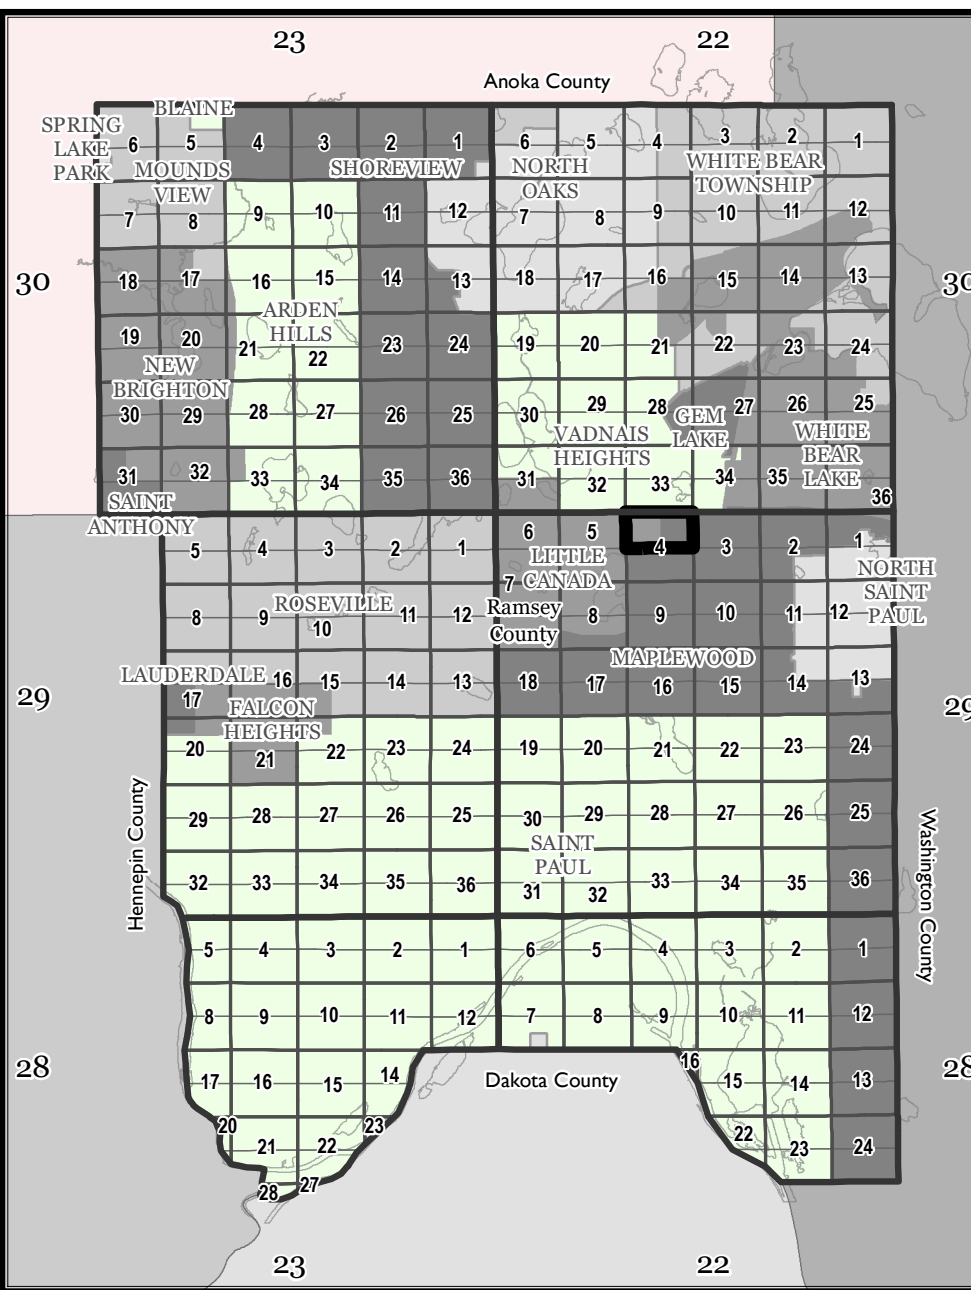 23 22
Anoka County
BLAINE
SPRING
LAKE
PARK
6 5 4 3 2 1 6 5 4 3 2 1
MOUNDS
VIEW
SHOREVIEW
NORTH
OAKS
WHITE BEAR
TOWNSHIP
7 8 9 10 11 12 7 8 9 10 11 12
30 18 17 16 15 14 13 18 17 16 15 14 13 30
ARDEN
HILLS
19 20 21 22 23 24 19 20 21 22 23 24
NEW
BRIGHTON
30 29 28 27 26 25 30 29 28 27 26 25
GEM
LAKE
VADNAIS
HEIGHTS
WHITE
BEAR
LAKE
31 32 33 34 35 36 31 32 33 34 35 36
SAINT
ANTHONY
5 4 3 2 1 6 5 4 3 2 1
LITTLE
CANADA
NORTH
SAINT
PAUL
8 9 10 11 12 7 8 9 10 11 12
ROSEVILLE
Ramsey
County
MAPLEWOOD
LAUDERDALE
29 17 16 15 14 13 18 17 16 15 14 13 29
FALCON
HEIGHTS
20 21 22 23 24 19 20 21 22 23 24
29 28 27 26 25 30 29 28 27 26 25
SAINT
PAUL
32 33 34 35 36 31 32 33 34 35 36
Hennepin County
Washington County
5 4 3 2 1 6 5 4 3 2 1
8 9 10 11 12 7 8 9 10 11 12
28 17 16 15 14 16 15 14 13 28
Dakota County
20 21 22 23 22 23 24
28 27
23 22